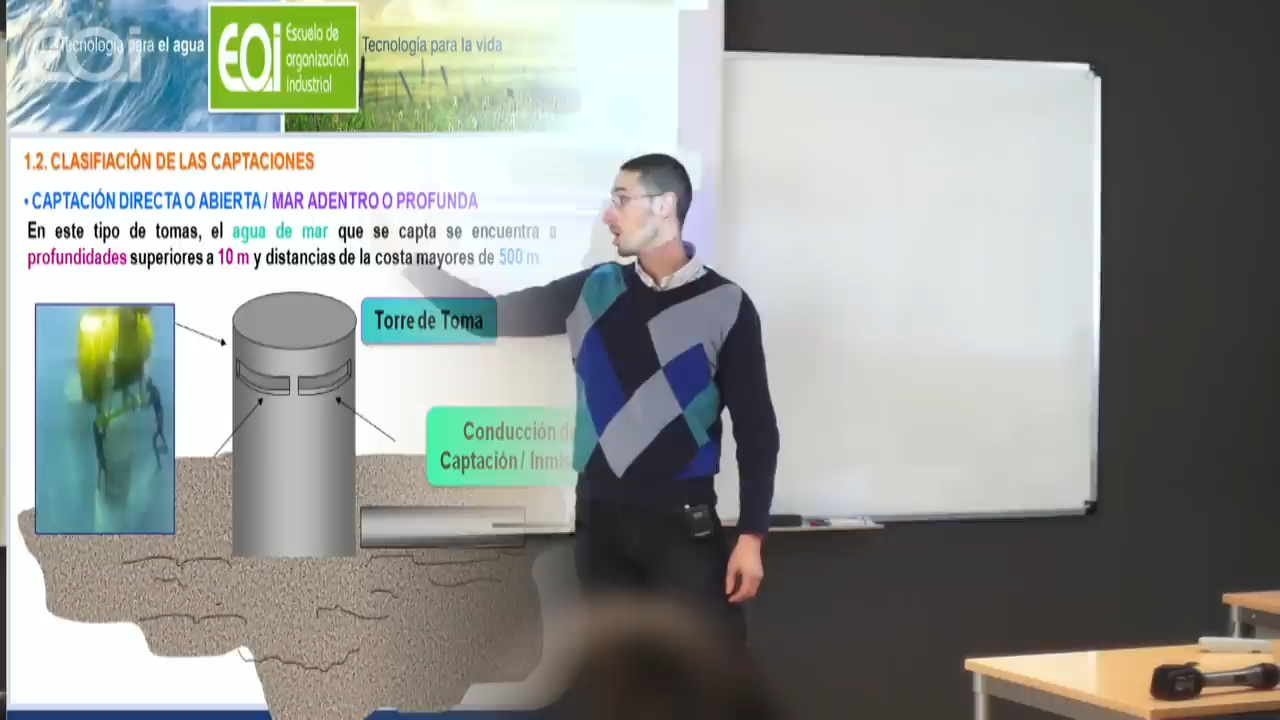 Tecnología para el agua
EOi
Escuela de
organización
industrial
Tecnología para la vida
EOi
1.2. CLASIFIACIÓN DE LAS CAPTACIONES
• CAPTACIÓN DIRECTA O ABIERTA / MAR ADENTRO O PROFUNDA
En este tipo de tomas, el agua de mar que se capta se encuentra a
profundidades superiores a 10 m y distancias de la costa mayores de 500 m.
Torre de Toma
Conducción
Captación /